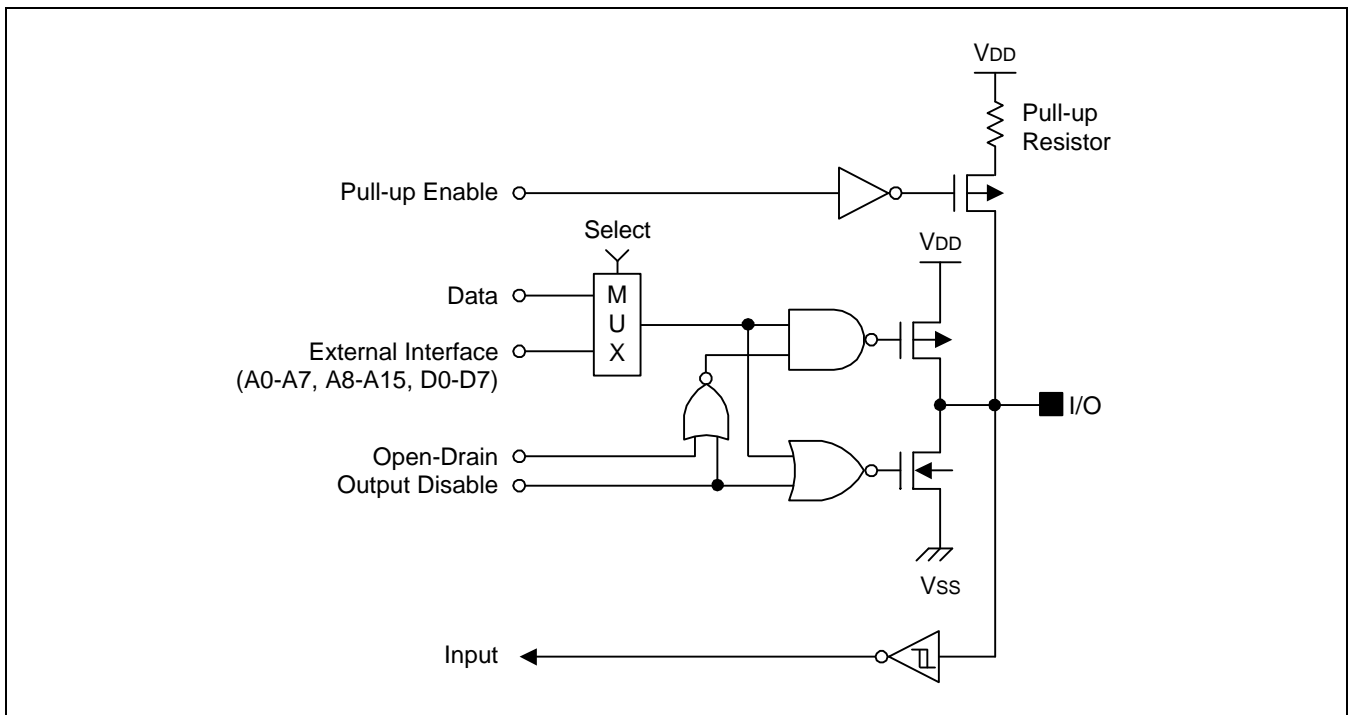 VDD
Pull-up
Resistor
Pull-up Enable
Select
VDD
Data
M
U
X
External Interface
(A0-A7, A8-A15, D0-D7)
I/O
Open-Drain
Output Disable
VSS
Input